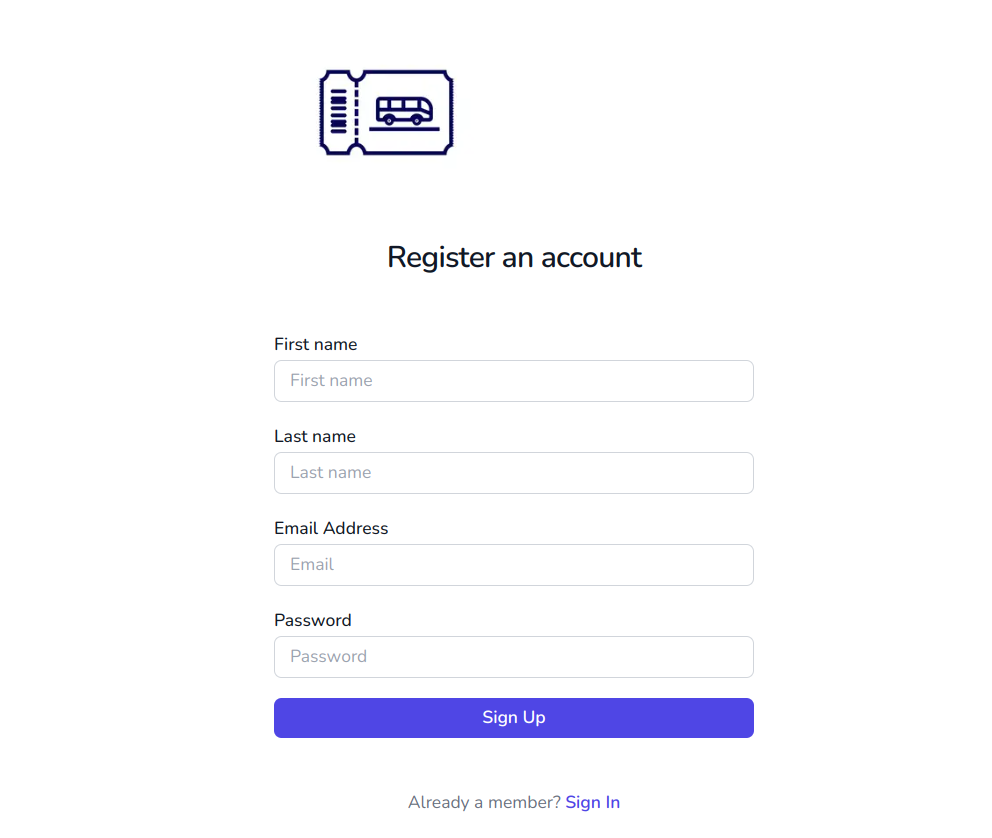 Register an account
First name
First name
Last name
Last name
Email Address
Email
Password
Password
Sign Up
Already a member? Sign In